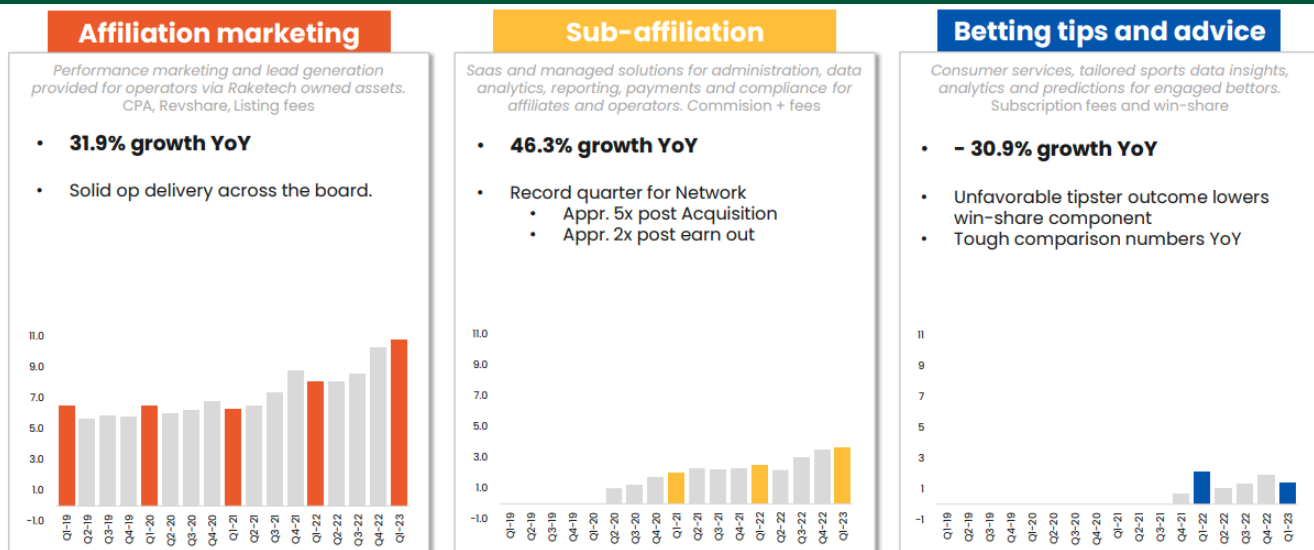 Affiliation marketing
Performance marketing and lead generation
provided for operators via Raketech owned assets.
CPA, Revshare, Listing fees
• 31.9% growth YoY
• Solid op delivery across the board.
11.0
9.0
7.0
5.0
3.0
1.0
-1.0
Q1-19
Q2-19
Q3-19
Q4-19
Q1-20
Q2-20
Q3-20
Q4-20
Q1-21
Q2-21
Q3-21
Q4-21
Q1-22
Q2-22
Q3-22
Q4-22
Q1-23
Sub-affiliation
Saas and managed solutions for administration, data
analytics, reporting, payments and compliance for
affiliates and operators. Commision + fees
• 46.3% growth YoY
• Record quarter for Network
• Appr. 5x post Acquisition
• Appr. 2x post earn out
11.0
9.0
7.0
5.0
3.0
1.0
-1.0
Q1-19
Q2-19
Q3-19
Q4-19
Q1-20
Q2-20
Q3-20
Q4-20
Q1-21
Q2-21
Q3-21
Q4-21
Q1-22
Q2-22
Q3-22
Q4-22
Q1-23
Betting tips and advice
Consumer services, tailored sports data insights,
analytics and predictions for engaged bettors.
Subscription fees and win-share
• - 30.9% growth YoY
• Unfavorable tipster outcome lowers
win-share component
• Tough comparison numbers YoY
11
9
7
5
3
1
-1
Q1-19
Q2-19
Q3-19
Q4-19
Q1-20
Q2-20
Q3-20
Q4-20
Q1-21
Q2-21
Q3-21
Q4-21
Q1-22
Q2-22
Q3-22
Q4-22
Q1-23